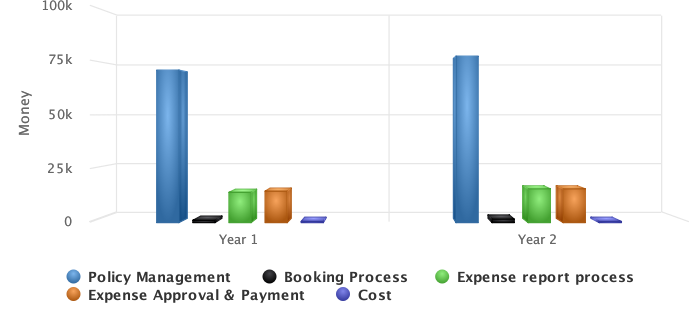 100k
75k
50k
25k
0
Money
Year 1 Year 2
Policy Management Booking Process Expense report process
Expense Approval & Payment Cost